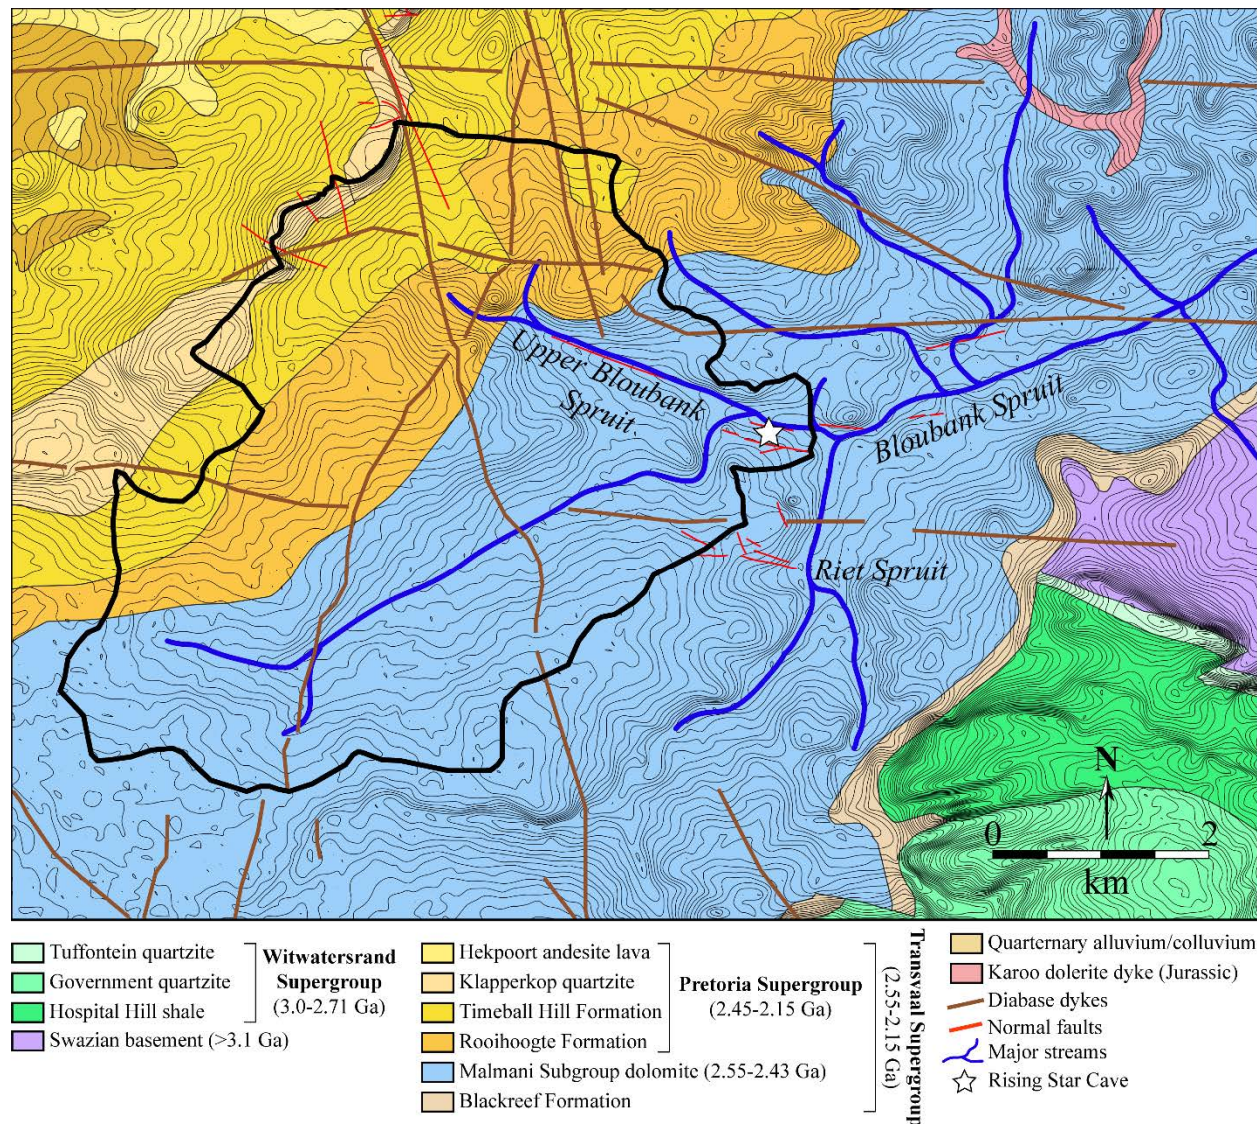 Upper Bloubank
Spruit
Bloubank Spruit
Riet Spruit
N
0 2
km
Tuffontein quartzite
Government quartzite
Hospital Hill shale
Swazian basement (>3.1 Ga)
Witwatersrand
Supergroup
(3.0-2.71 Ga)
Hekpoort andesite lava
Klapperkop quartzite
Timeball Hill Formation
Rooihoogte Formation
Malmani Subgroup dolomite (2.55-2.43 Ga)
Blackreef Formation
Pretoria Supergroup
(2.45-2.15 Ga)
Transvaal Supergroup
(2.55-2.15 Ga)
Quarternary alluvium/colluvium
Karoo dolerite dyke (Jurassic)
Diabase dykes
Normal faults
Major streams
Rising Star Cave